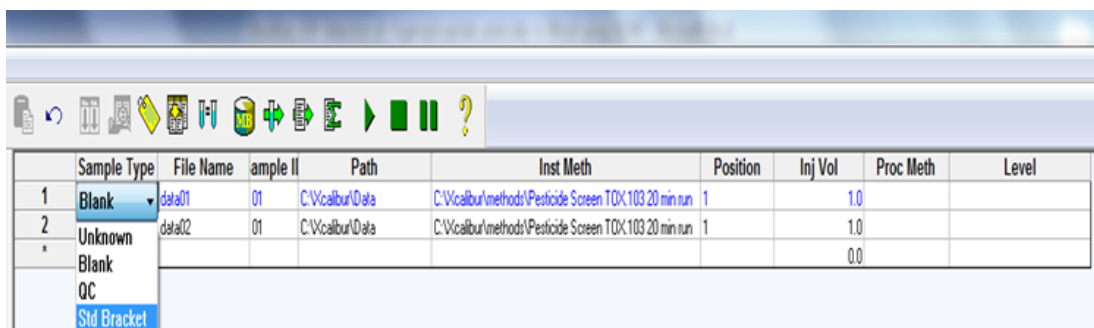 MB ?
Sample Type File Name ample II Path Inst Meth Position Inj Vol Proc Meth Level
1 Blank data01 01 C:\Xcalibur\Data C:\Xcalibur\methods\Pesticide Screen TOX.103 20 min run 1 1.0
2 data02 01 C:\Xcalibur\Data C:\Xcalibur\methods\Pesticide Screen TOX.103 20 min run 1 1.0
* 0.0
Unknown
Blank
QC
Std Bracket